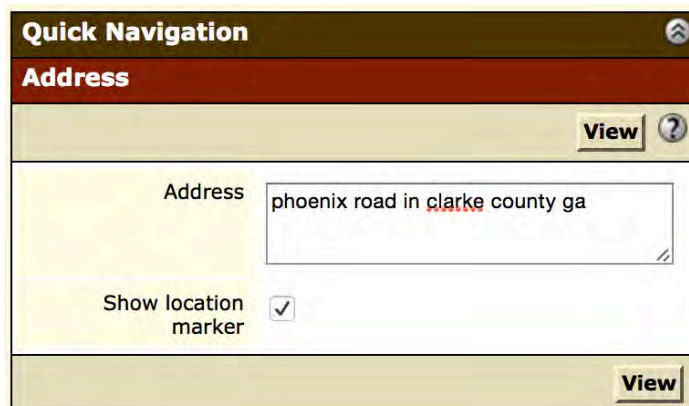 Quick Navigation
Address
View ?
Address
phoenix road in clarke county ga
Show location
marker
View